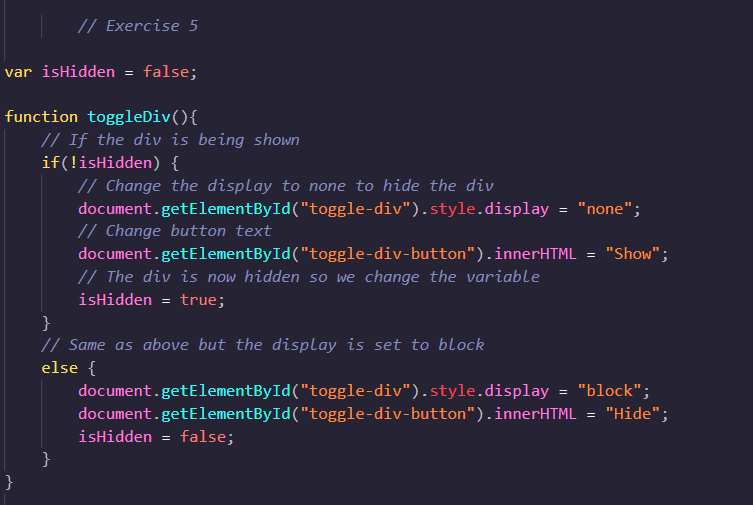 // Exercise 5
var isHidden = false;
function toggleDiv(){
// If the div is being shown
if(!isHidden) {
// Change the display to none to hide the div
document.getElementById("toggle-div").style.display = "none";
// Change button text
document.getElementById("toggle-div-button").innerHTML = "Show";
// The div is now hidden so we change the variable
isHidden = true;
}
// Same as above but the display is set to block
else {
document.getElementById("toggle-div").style.display = "block";
document.getElementById("toggle-div-button").innerHTML = "Hide";
isHidden = false;
}
}